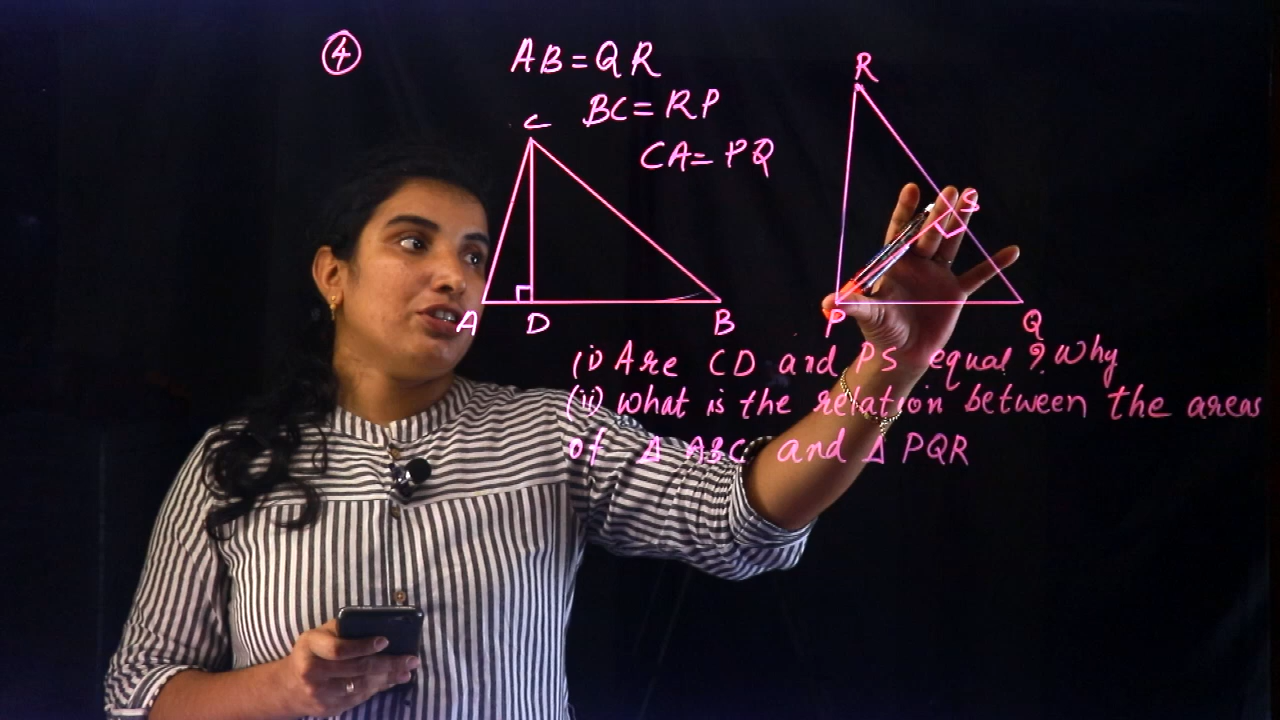 4
AB=QR
BC=RP
CA=PQ
C
A D B
R
S
P Q
(i) Are CD and PS equal? Why
(ii) What is the relation between the areas
of Δ ABC and Δ PQR